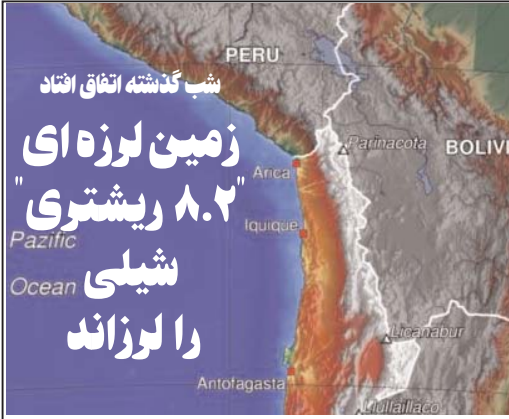 PERU
شب گذشته اتفاق افتاد
زمین لرزه ای
"۸.۲ ریشتری"
شیلی
را لرزاند
Parinacota
BOLIVI
Arica
Iquique
Pazific
Ocean
Licanabur
Antofagasta
Llullaillaco